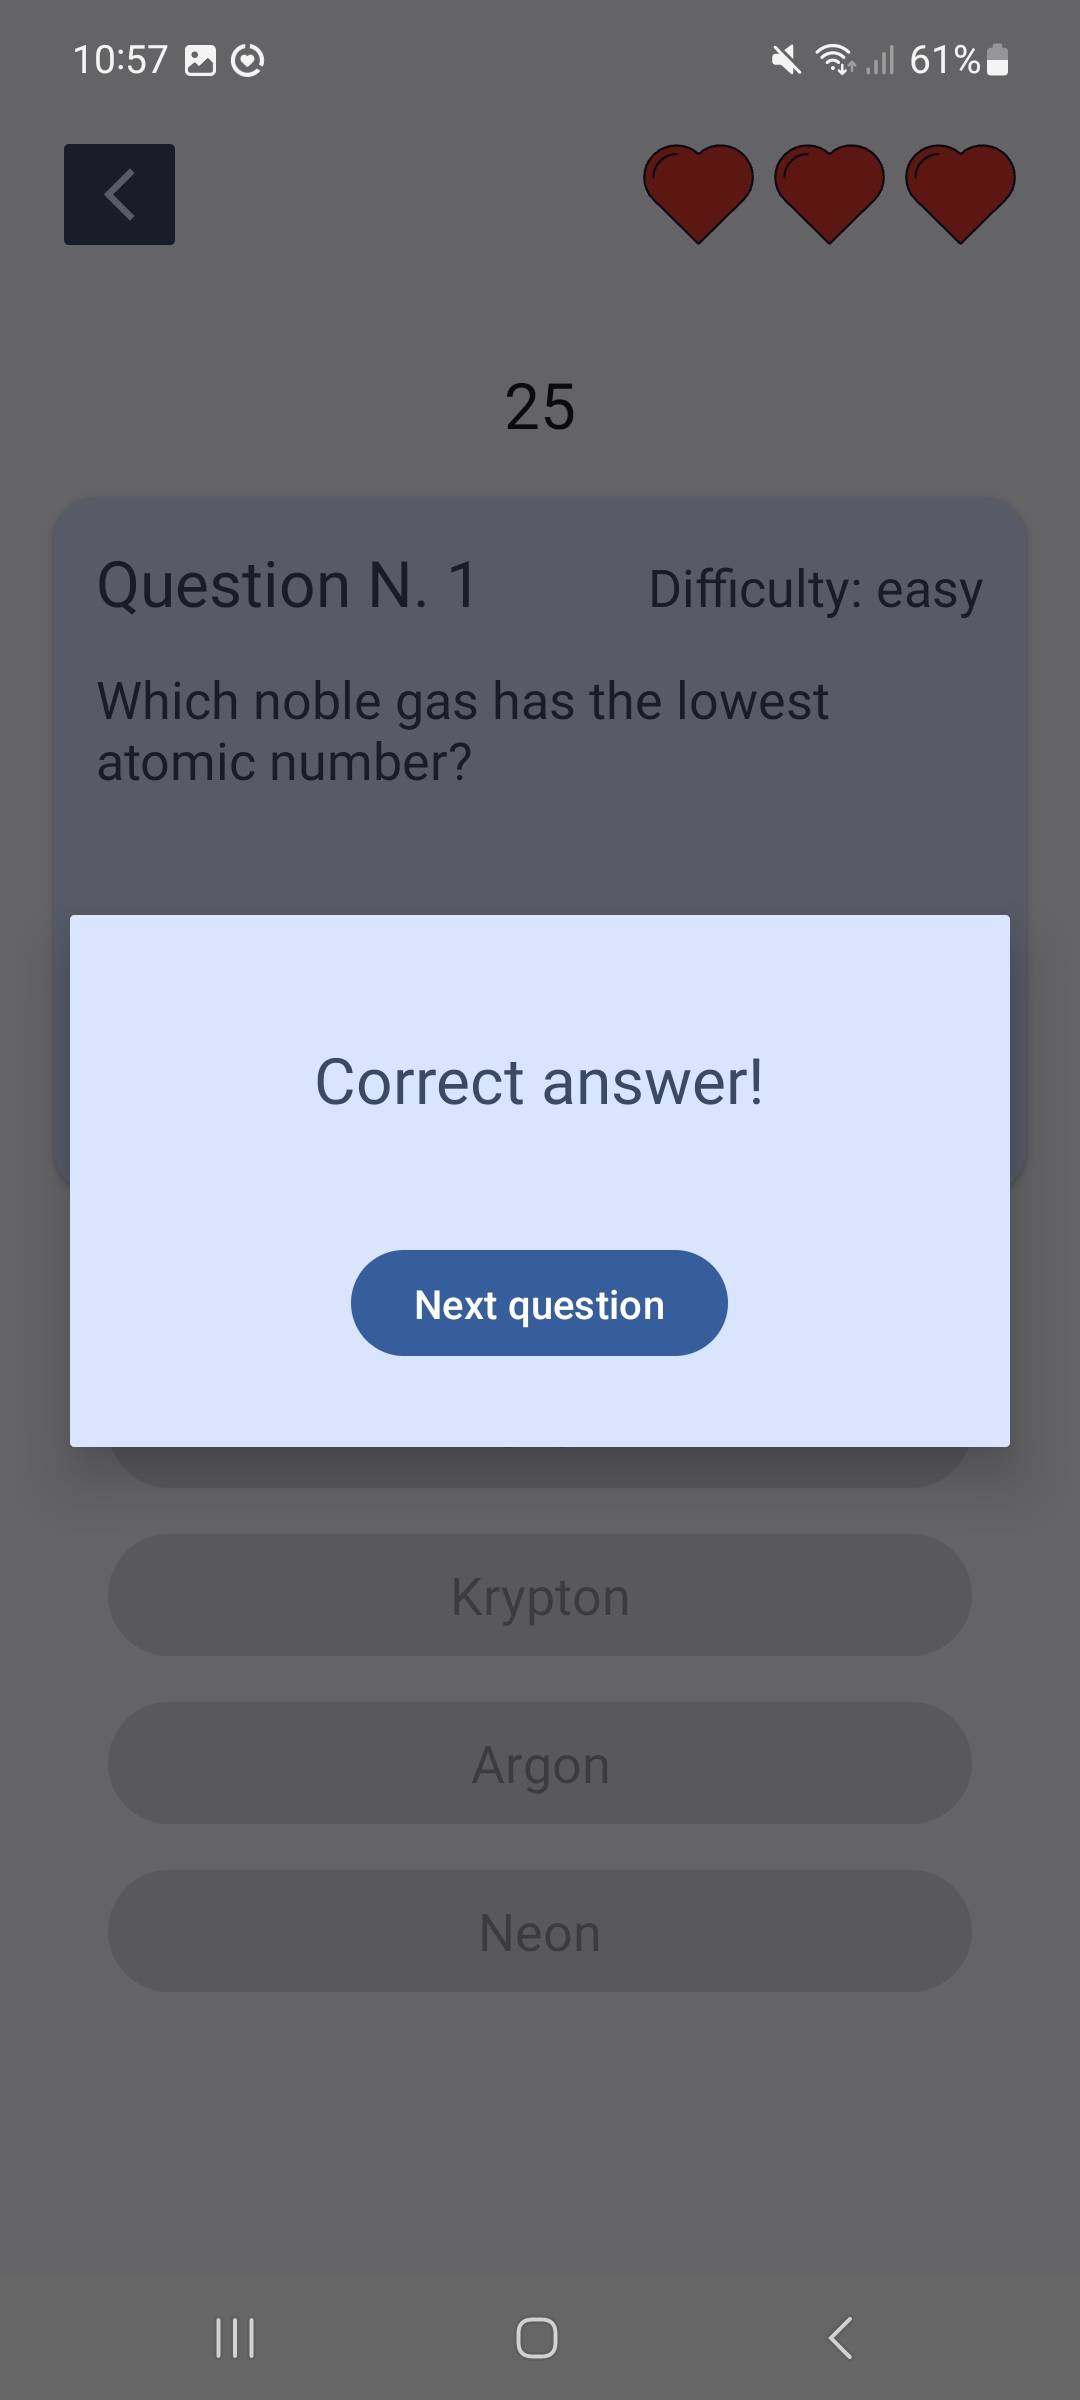 10:57
61%
25
Question N. 1
Difficulty: easy
Which noble gas has the lowest
atomic number?
Correct answer!
Next question
Krypton
Argon
Neon